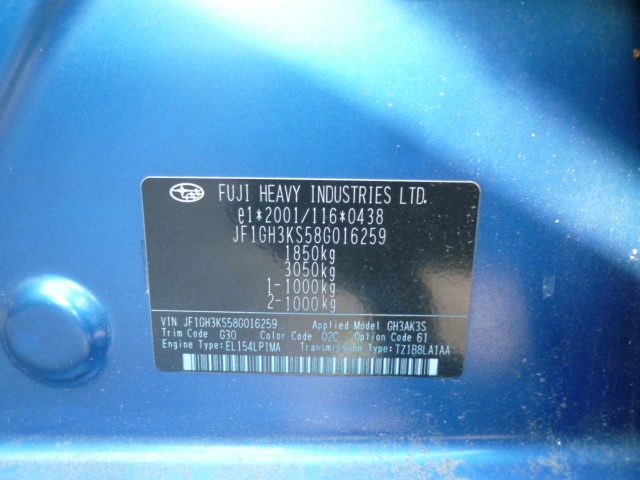 FUJI HEAVY INDUSTRIES LTD.
e1*2001/116*0438
JF1GH3KS58G016259
1850kg
3050kg
1-1000kg
2-1000kg
VIN JF1GH3KS58G016259 Applied Model GH3AK3S
Trim Code G30 Color Code 02C Option Code 61
Engine Type:EL154LP1MA Transmission Type:TZ1B8LA1AA